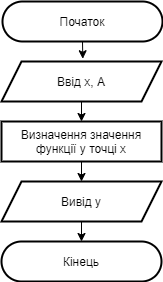 Початок
Ввід x, A
Визначення значення
функції y точці x
Вивід y
Кінець